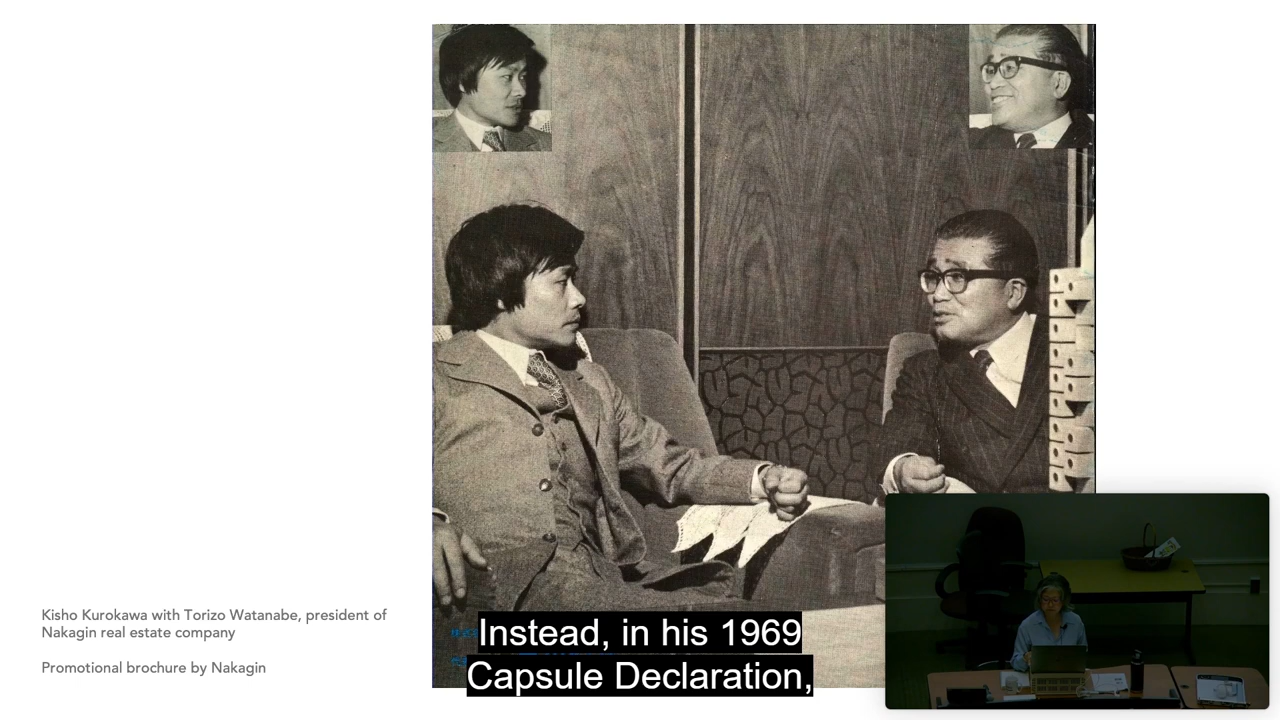 Kisho Kurokawa with Torizo Watanabe, president of
Nakagin real estate company
Promotional brochure by Nakagin
Instead, in his 1969
Capsule Declaration,